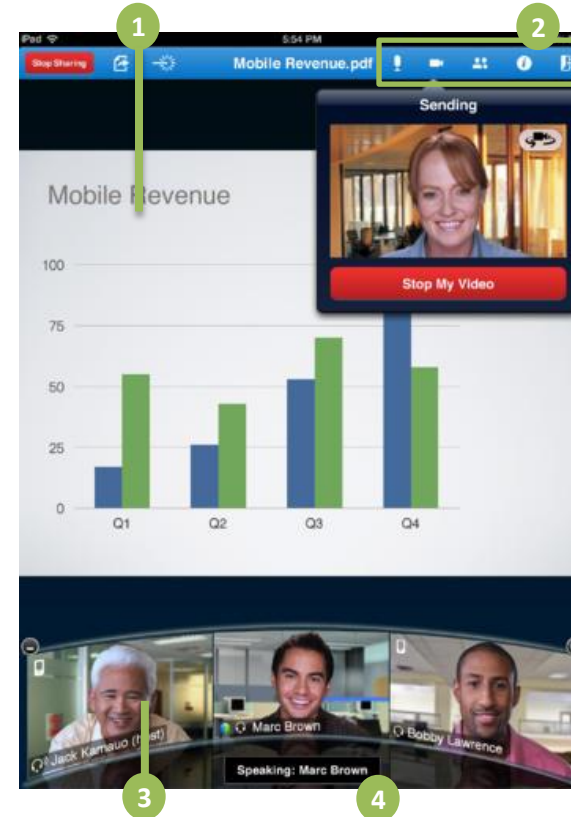 1
2
iPad 5:54 PM
Stop Sharing Mobile Revenue.pdf
Sending
Stop My Video
Mobile Revenue
100
75
50
25
0
Q1 Q2 Q3 Q4
Jack Kamauo (host)
Marc Brown
Bobby Lawrence
Speaking: Marc Brown
3
4